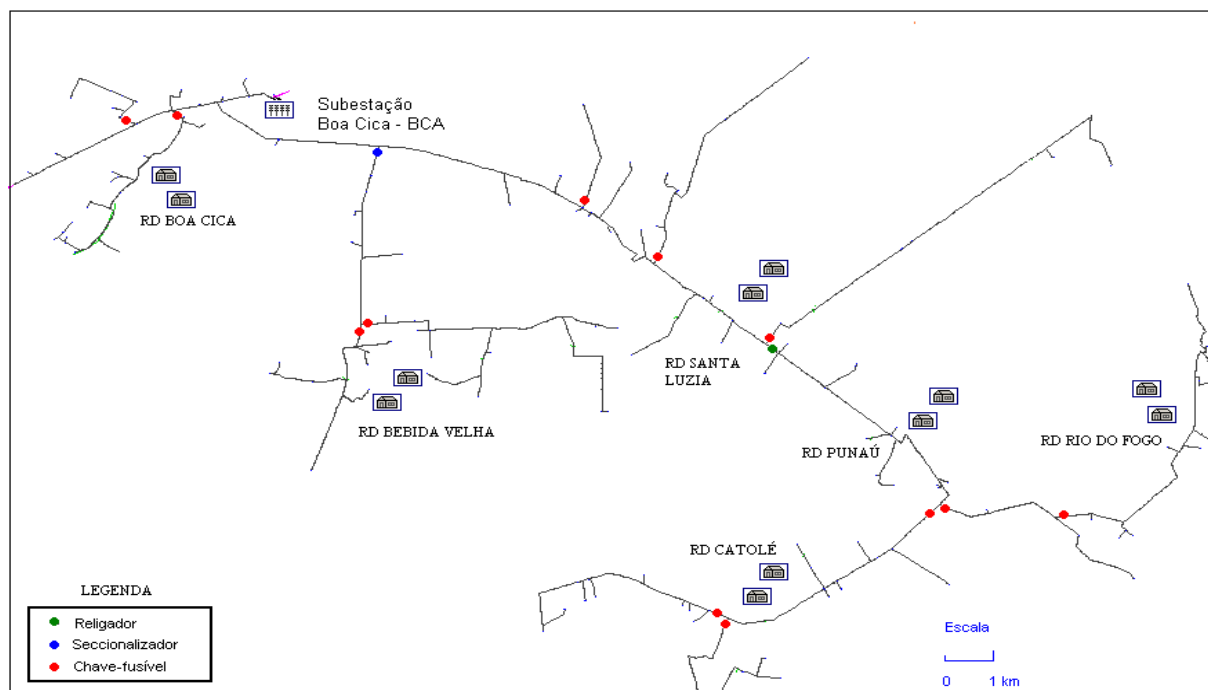 Subestação
Boa Cica - BCA
RD BOA CICA
RD SANTA
LUZIA
RD BEBIDA VELHA
RD PUNAÚ
RD RIO DO FOGO
RD CATOLÉ
LEGENDA
Religador
Seccionalizador
Chave-fusível
Escala
0 1 km